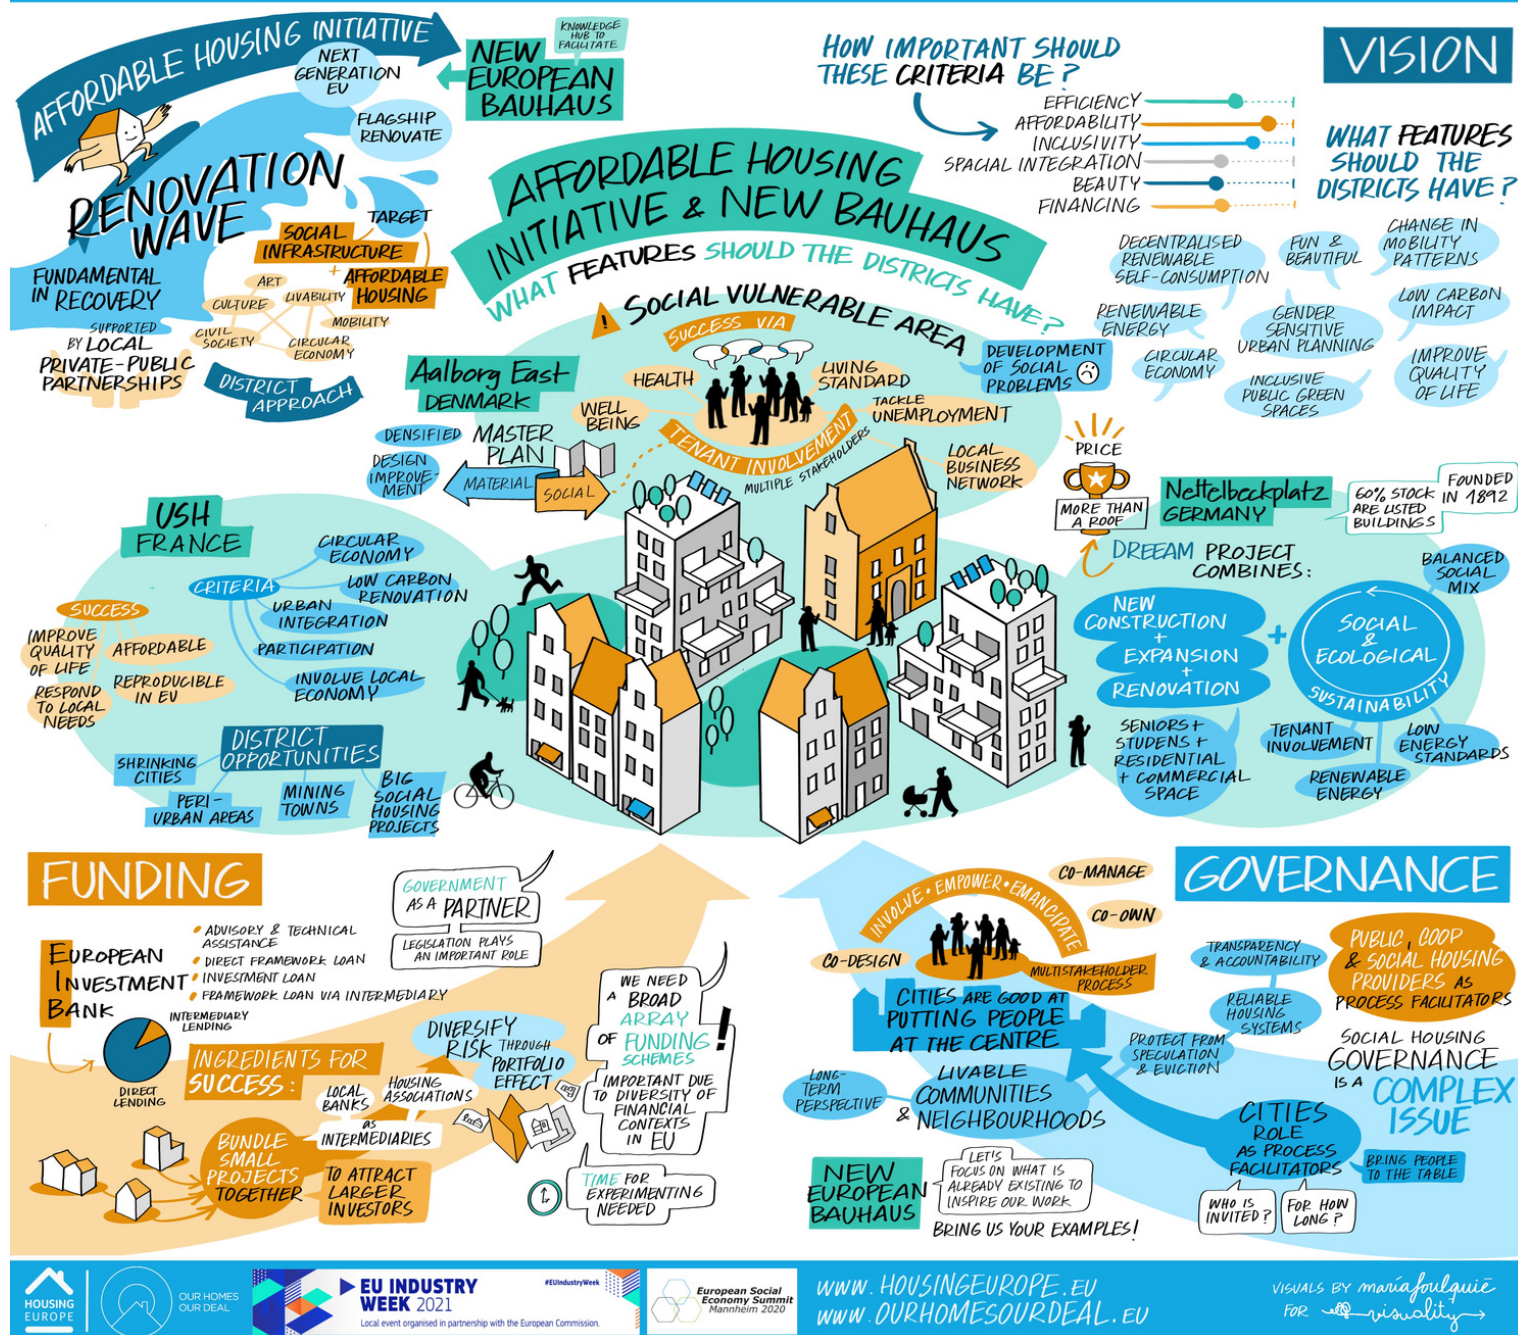 AFFORDABLE HOUSING INITIATIVE
NEXT
GENERATION
EU
FLAGSHIP
RENOVATE
NEW
EUROPEAN
BAUHAUS
KNOWLEDGE
HUB TO
FACILITATE
RENOVATION
WAVE
TARGET
SOCIAL
INFRASTRUCTURE
+ AFFORDABLE
HOUSING
FUNDAMENTAL
IN RECOVERY
SUPPORTED
BY LOCAL
PRIVATE-PUBLIC
PARTNERSHIPS
ART
CULTURE
LIVABILITY
MOBILITY
CIVIL
SOCIETY
CIRCULAR
ECONOMY
DISTRICT
APPROACH
AFFORDABLE HOUSING
INITIATIVE & NEW BAUHAUS
WHAT FEATURES SHOULD THE DISTRICTS HAVE?
HOW IMPORTANT SHOULD
THESE CRITERIA BE?
EFFICIENCY
AFFORDABILITY
INCLUSIVITY
SPACIAL INTEGRATION
BEAUTY
FINANCING
VISION
WHAT FEATURES
SHOULD THE
DISTRICTS HAVE?
DECENTRALISED
RENEWABLE
SELF-CONSUMPTION
FUN &
BEAUTIFUL
CHANGE IN
MOBILITY
PATTERNS
RENEWABLE
ENERGY
GENDER
SENSITIVE
URBAN PLANNING
LOW CARBON
IMPACT
CIRCULAR
ECONOMY
INCLUSIVE
PUBLIC GREEN
SPACES
IMPROVE
QUALITY
OF LIFE
! SOCIAL VULNERABLE AREA
SUCCESS VIA
DEVELOPMENT
OF SOCIAL
PROBLEMS
Aalborg East
DENMARK
HEALTH
WELL
BEING
LIVING
STANDARD
TACKLE
UNEMPLOYMENT
LOCAL
BUSINESS
NETWORK
TENANT INVOLVEMENT
MULTIPLE STAKEHOLDERS
DENSIFIED
DESIGN
IMPROVE-
MENT
MASTER
PLAN
MATERIAL
SOCIAL
USH
FRANCE
CRITERIA
CIRCULAR
ECONOMY
LOW CARBON
RENOVATION
URBAN
INTEGRATION
PARTICIPATION
INVOLVE LOCAL
ECONOMY
SUCCESS
IMPROVE
QUALITY
OF LIFE
AFFORDABLE
REPRODUCIBLE
IN EU
RESPOND
TO LOCAL
NEEDS
DISTRICT
OPPORTUNITIES
SHRINKING
CITIES
PERI-
URBAN AREAS
MINING
TOWNS
BIG
SOCIAL
HOUSING
PROJECTS
PRICE
MORE THAN
A ROOF
Nettelbeckplatz
GERMANY
60% STOCK
ARE LISTED
BUILDINGS
FOUNDED
IN 1892
DREEAM PROJECT
COMBINES:
NEW
CONSTRUCTION
+
EXPANSION
+
RENOVATION
+
SOCIAL
&
ECOLOGICAL
SUSTAINABILITY
BALANCED
SOCIAL
MIX
SENIORS +
STUDENS +
RESIDENTIAL
+ COMMERCIAL
SPACE
TENANT
INVOLVEMENT
RENEWABLE
ENERGY
LOW
ENERGY
STANDARDS
FUNDING
EUROPEAN
INVESTMENT
BANK
• ADVISORY & TECHNICAL
ASSISTANCE
• DIRECT FRAMEWORK LOAN
• INVESTMENT LOAN
• FRAMEWORK LOAN VIA INTERMEDIARY
INTERMEDIARY
LENDING
DIRECT
LENDING
GOVERNMENT
AS A PARTNER
LEGISLATION PLAYS
AN IMPORTANT ROLE
INGREDIENTS FOR
SUCCESS:
BUNDLE
SMALL
PROJECTS
TOGETHER
LOCAL
BANKS
HOUSING
ASSOCIATIONS
as
INTERMEDIARIES
TO ATTRACT
LARGER
INVESTORS
DIVERSIFY
RISK THROUGH
PORTFOLIO
EFFECT
WE NEED
A BROAD
ARRAY
OF FUNDING
SCHEMES
!
IMPORTANT DUE
TO DIVERSITY OF
FINANCIAL
CONTEXTS
IN EU
TIME FOR
EXPERIMENTING
NEEDED
GOVERNANCE
INVOLVE • EMPOWER • EMANCIPATE
CO-MANAGE
CO-OWN
CO-DESIGN
MULTISTAKEHOLDER
PROCESS
CITIES ARE GOOD AT
PUTTING PEOPLE
AT THE CENTRE
LONG-
TERM
PERSPECTIVE
LIVABLE
COMMUNITIES
& NEIGHBOURHOODS
PROTECT FROM
SPECULATION
& EVICTION
TRANSPARENCY
& ACCOUNTABILITY
RELIABLE
HOUSING
SYSTEMS
PUBLIC, COOP
& SOCIAL HOUSING
PROVIDERS AS
PROCESS FACILITATORS
SOCIAL HOUSING
GOVERNANCE
IS A COMPLEX
ISSUE
CITIES
ROLE
AS PROCESS
FACILITATORS
BRING PEOPLE
TO THE TABLE
WHO IS
INVITED?
FOR HOW
LONG?
NEW
EUROPEAN
BAUHAUS
LET'S
FOCUS ON WHAT IS
ALREADY EXISTING TO
INSPIRE OUR WORK
BRING US YOUR EXAMPLES!
HOUSING
EUROPE
OUR HOMES
OUR DEAL
EU INDUSTRY
WEEK 2021
#EUIndustryWeek
Local event organised in partnership with the European Commission.
European Social
Economy Summit
Mannheim 2020
WWW.HOUSINGEUROPE.EU
WWW.OURHOMESOURDEAL.EU
VISUALS BY maríafoulquié
FOR visuality